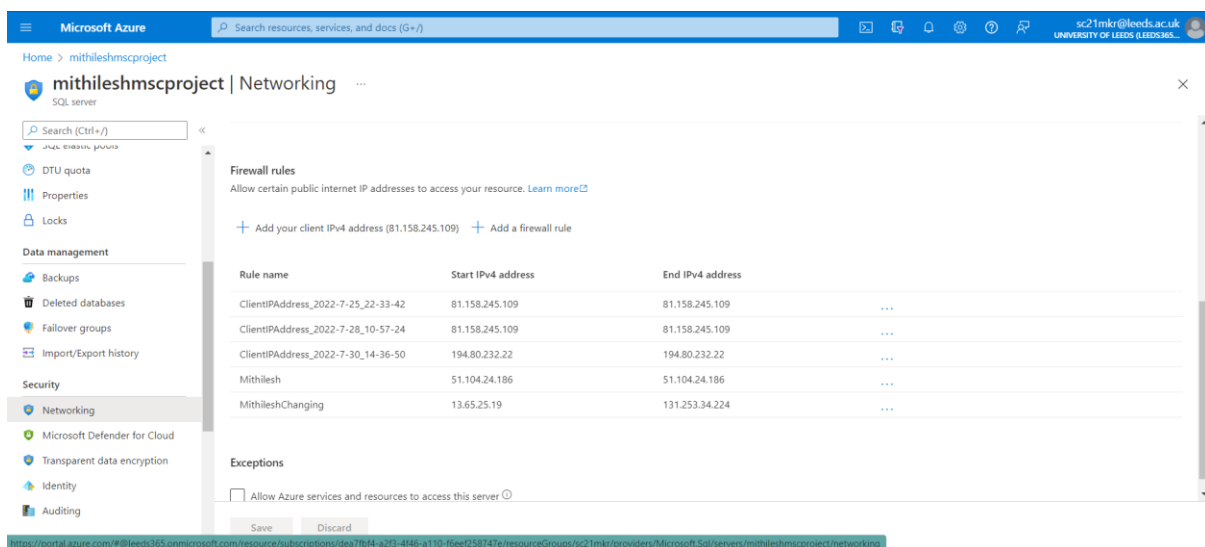 Microsoft Azure
Search resources, services, and docs (G+/)
sc21mkr@leeds.ac.uk
UNIVERSITY OF LEEDS (LEEDS365...
Home > mithileshmscproject
mithileshmscproject | Networking ...
SQL server
Search (Ctrl+/)
SQL elastic pools
DTU quota
Properties
Locks
Data management
Backups
Deleted databases
Failover groups
Import/Export history
Security
Networking
Microsoft Defender for Cloud
Transparent data encryption
Identity
Auditing
Firewall rules
Allow certain public internet IP addresses to access your resource. Learn more
+ Add your client IPv4 address (81.158.245.109) + Add a firewall rule
Rule name Start IPv4 address End IPv4 address
ClientIPAddress_2022-7-25_22-33-42 81.158.245.109 81.158.245.109 ...
ClientIPAddress_2022-7-28_10-57-24 81.158.245.109 81.158.245.109 ...
ClientIPAddress_2022-7-30_14-36-50 194.80.232.22 194.80.232.22 ...
Mithilesh 51.104.24.186 51.104.24.186 ...
MithileshChanging 13.65.25.19 131.253.34.224 ...
Exceptions
Allow Azure services and resources to access this server
Save Discard
https://portal.azure.com/#@leeds365.onmicrosoft.com/resource/subscriptions/dea7fbf4-a2f3-4f46-a110-f6eef258747e/resourceGroups/sc21mkr/providers/Microsoft.Sql/servers/mithileshmscproject/networking